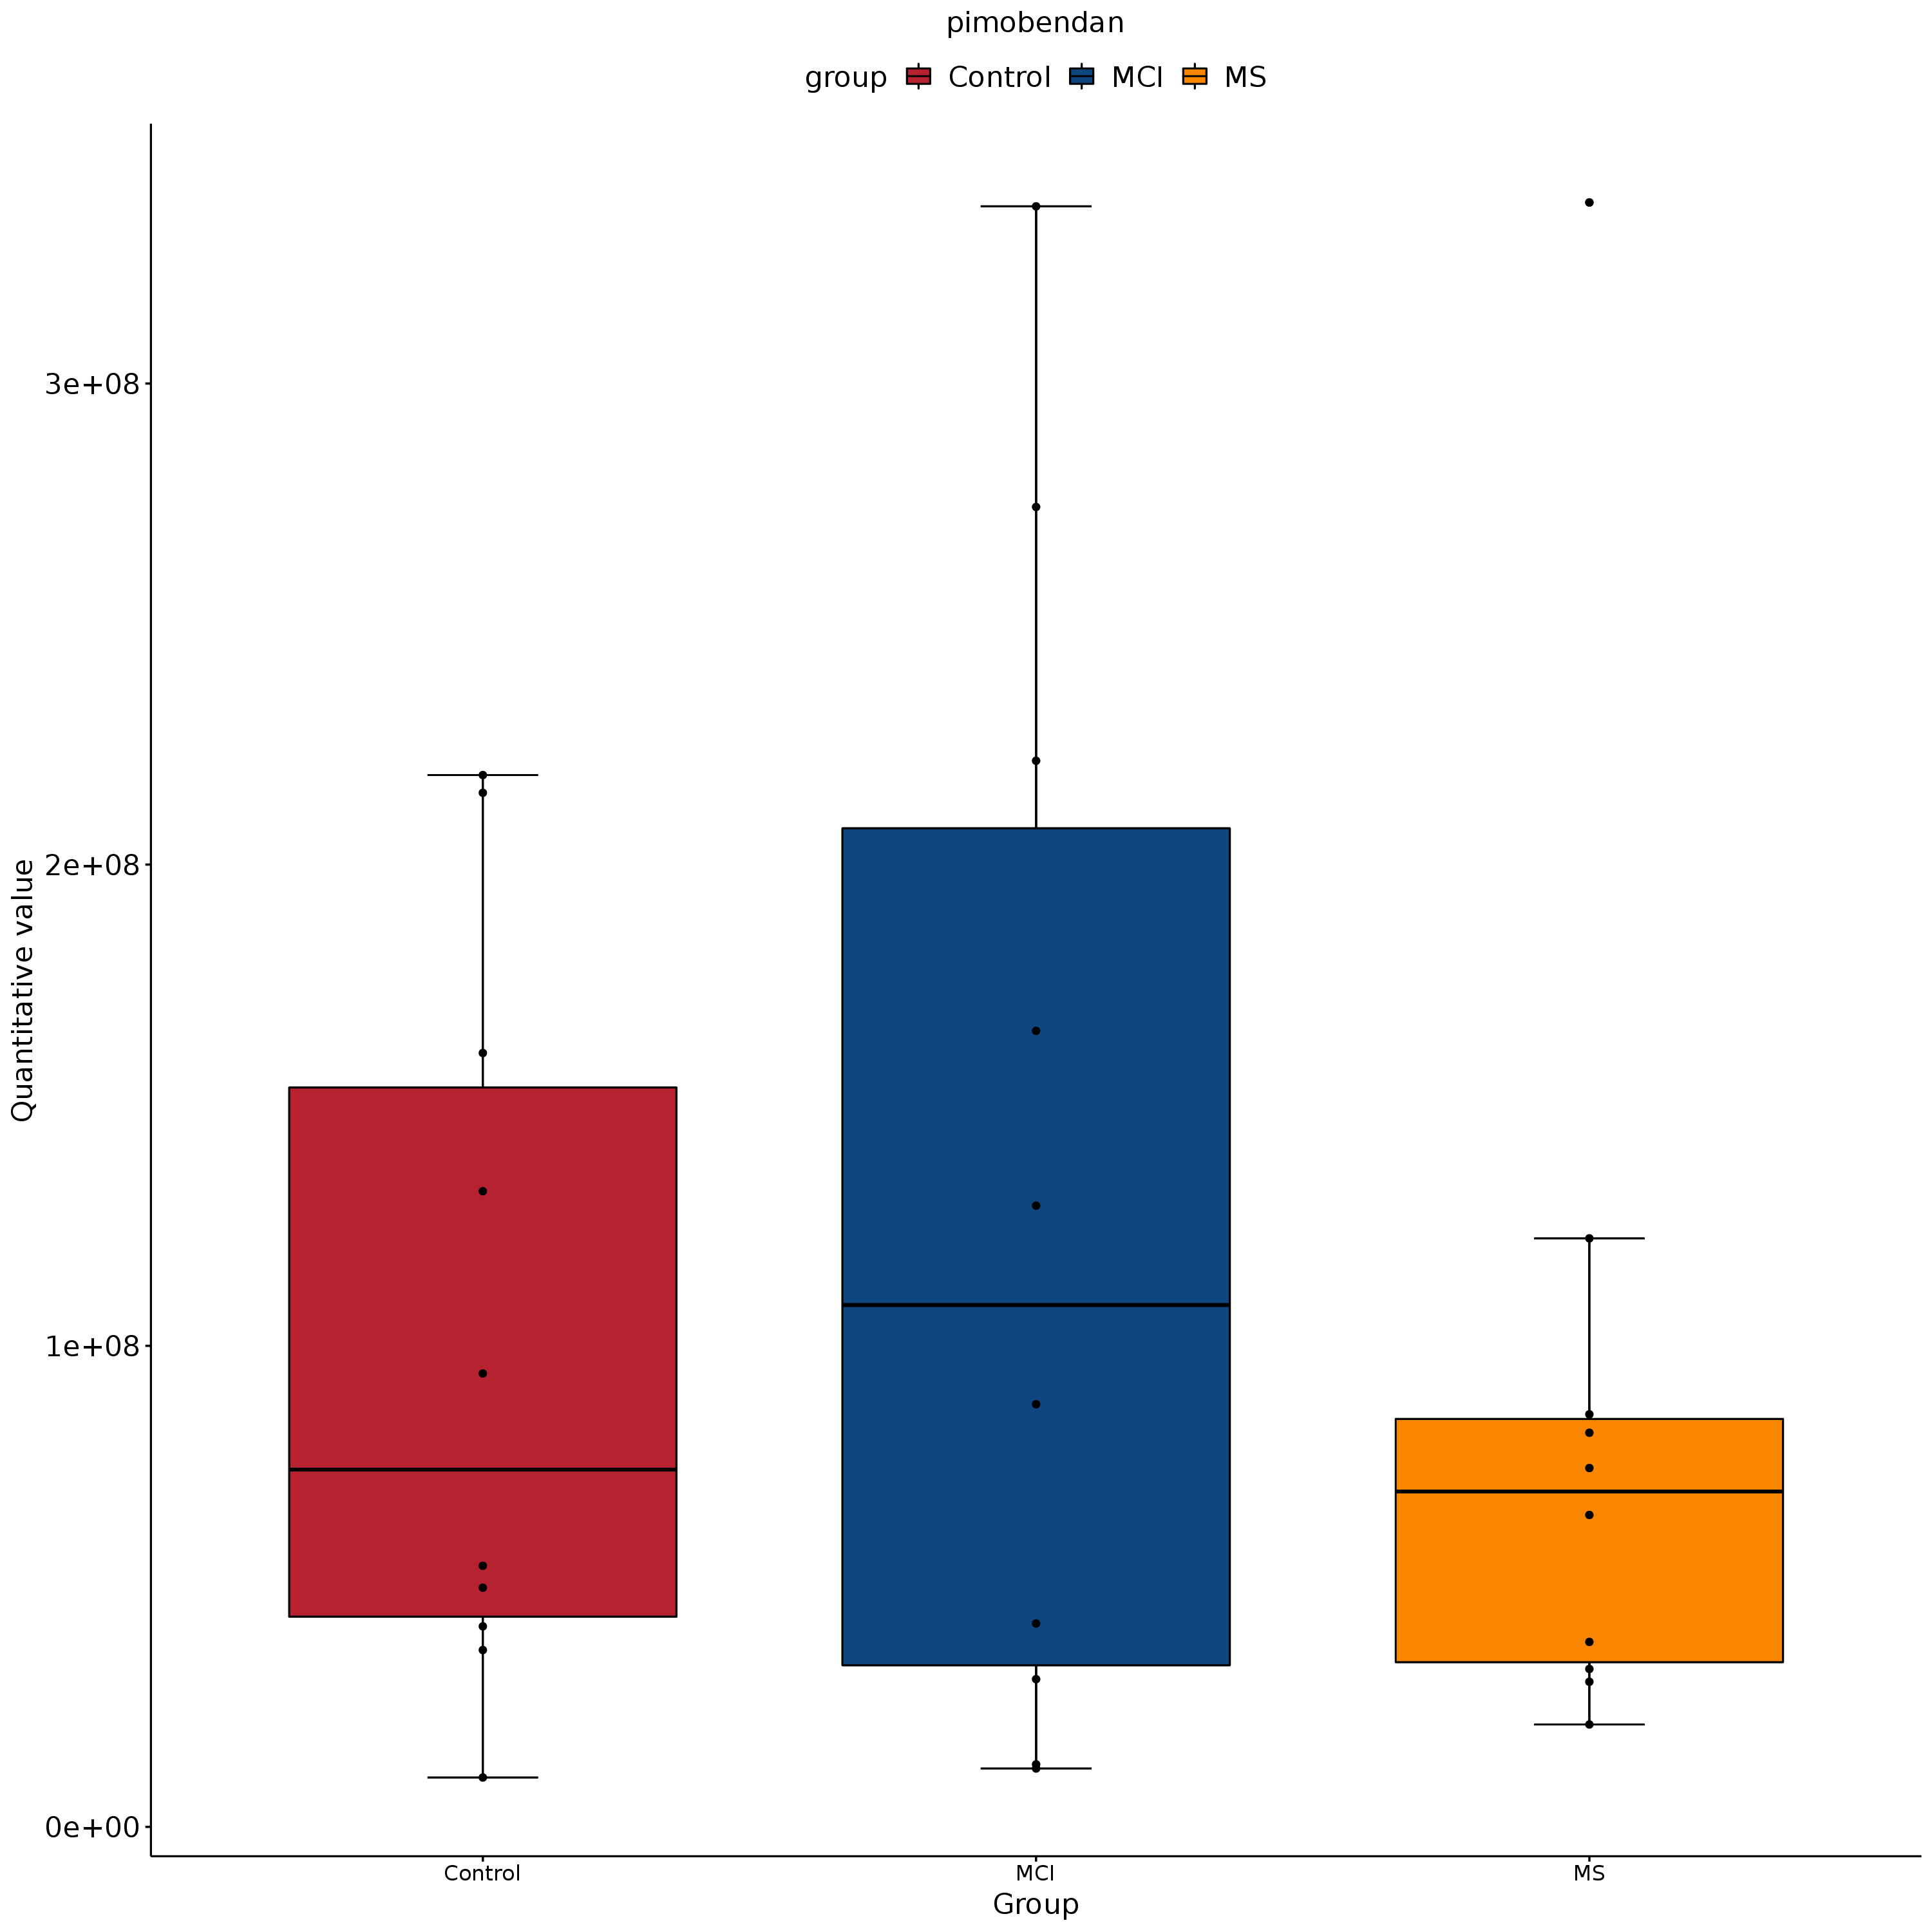 pimobendan
group Control MCI MS
Quantitative value
3e+08
2e+08
1e+08
0e+00
Control MCI MS
Group